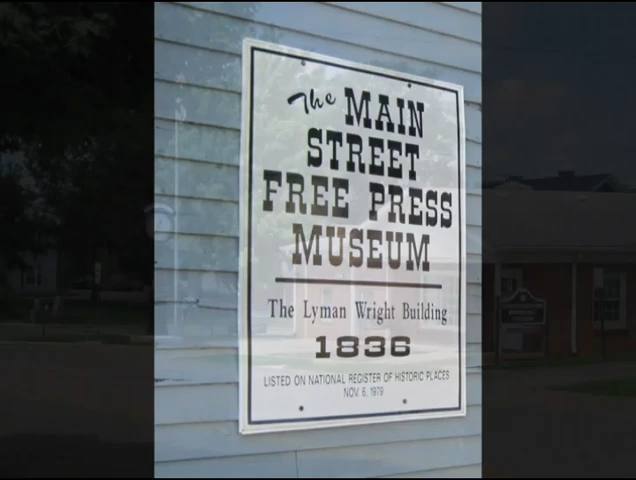 The MAIN
STREET
FREE PRESS
MUSEUM
The Lyman Wright Building
1836
LISTED ON NATIONAL REGISTER OF HISTORIC PLACES
NOV. 6, 1979